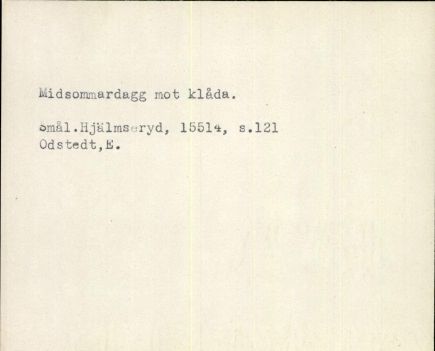 Midsommardagg mot klåda.
Smål.Hjälmseryd, 15514, s.121
Odstedt,E.